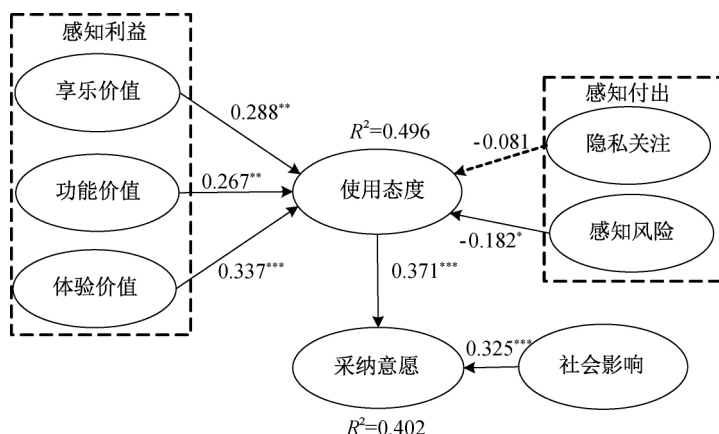 感知利益
享乐价值
功能价值
体验价值
0.288**
0.267**
0.337***
R²=0.496
使用态度
-0.081
-0.182*
感知付出
隐私关注
感知风险
0.371***
采纳意愿
0.325***
社会影响
R²=0.402